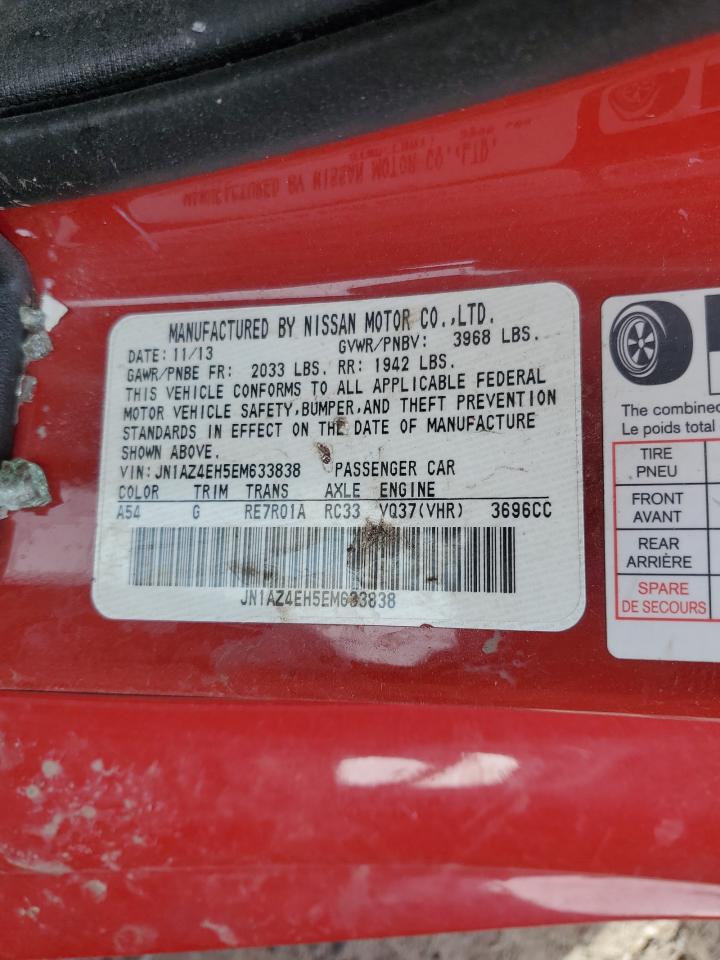 MANUFACTURED BY NISSAN MOTOR CO.,LTD.
DATE: 11/13 GVWR/PNBV: 3968 LBS.
GAWR/PNBE FR: 2033 LBS. RR: 1942 LBS.
THIS VEHICLE CONFORMS TO ALL APPLICABLE FEDERAL
MOTOR VEHICLE SAFETY,BUMPER,AND THEFT PREVENTION
STANDARDS IN EFFECT ON THE DATE OF MANUFACTURE
SHOWN ABOVE.
VIN:JN1AZ4EH5EM633838 PASSENGER CAR
COLOR TRIM TRANS AXLE ENGINE
A54 G RE7R01A RC33 VQ37(VHR) 3696CC
JN1AZ4EH5EM633838
The combined
Le poids total
TIRE
PNEU
FRONT
AVANT
REAR
ARRIÈRE
SPARE
DE SECOURS